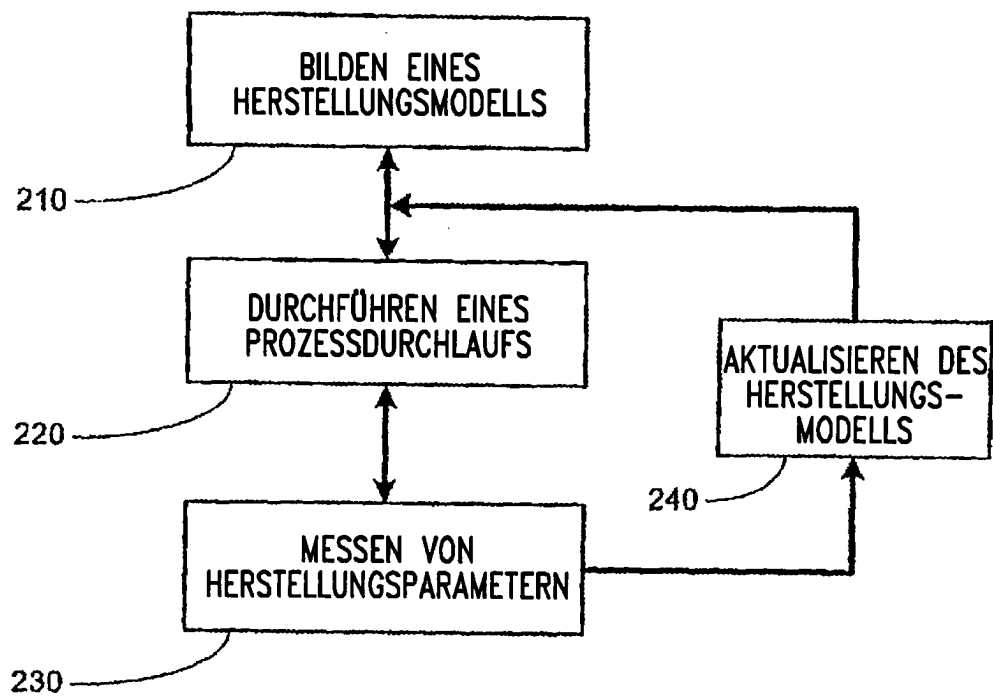 BILDEN EINES
HERSTELLUNGSMODELLS
210
DURCHFÜHREN EINES
PROZESSDURCHLAUFS
220
AKTUALISIEREN DES
HERSTELLUNGS-
MODELLS
240
MESSEN VON
HERSTELLUNGSPARAMETERN
230